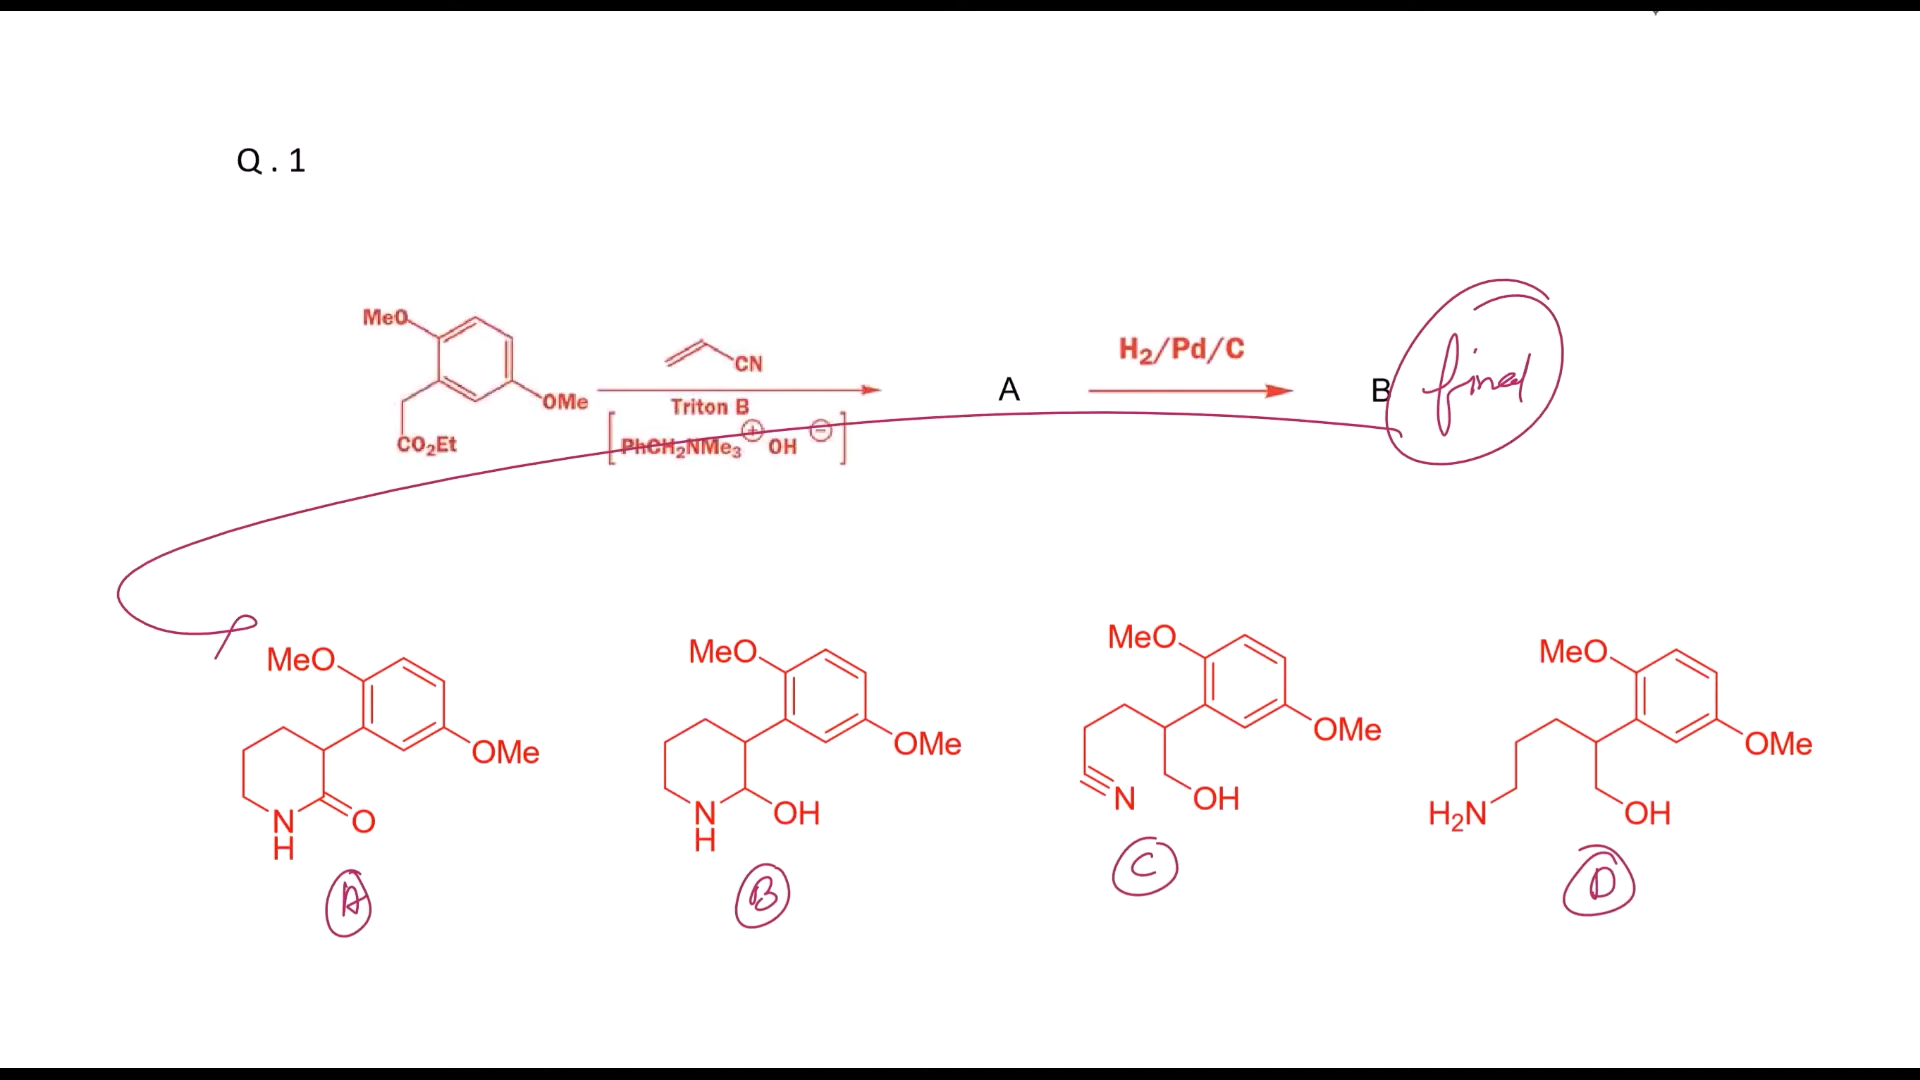 Q . 1
MeO
OMe
CO₂Et
CN
Triton B
[PhCH₂NMe₃⊕ OH⊖]
A
H₂/Pd/C
B
final
MeO
OMe
N
H
O
A
MeO
OMe
N
H
OH
B
MeO
OMe
N
OH
C
MeO
OMe
H₂N
OH
D